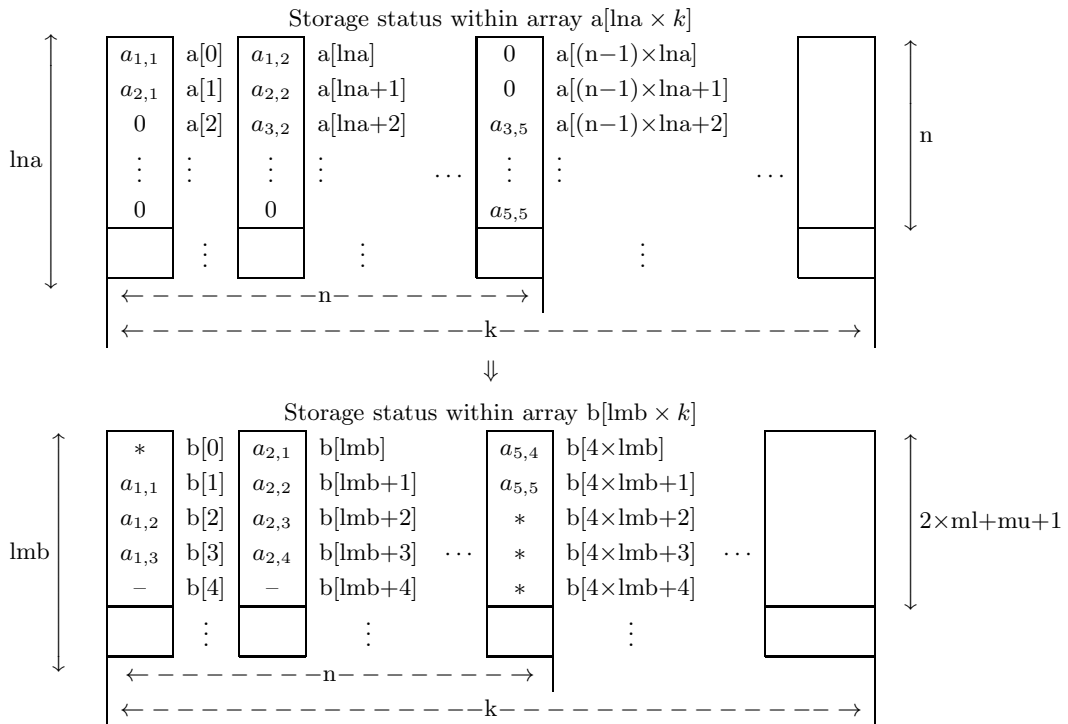 Storage status within array a[lna × k]
a₁,₁ a[0] a₁,₂ a[lna] 0 a[(n−1)×lna]
a₂,₁ a[1] a₂,₂ a[lna+1] 0 a[(n−1)×lna+1]
0 a[2] a₃,₂ a[lna+2] a₃,₅ a[(n−1)×lna+2] n
lna ⋮ ⋮ ⋮ ⋮ ⋯ ⋮ ⋮ ⋯
0 0 a₅,₅
⋮ ⋮ ⋮
←−−−−−−−n−−−−−−−→
←−−−−−−−−−−−−−k−−−−−−−−−−−−−→
⇓
Storage status within array b[lmb × k]
* b[0] a₂,₁ b[lmb] a₅,₄ b[4×lmb]
a₁,₁ b[1] a₂,₂ b[lmb+1] a₅,₅ b[4×lmb+1]
a₁,₂ b[2] a₂,₃ b[lmb+2] * b[4×lmb+2] 2×ml+mu+1
lmb a₁,₃ b[3] a₂,₄ b[lmb+3] ⋯ * b[4×lmb+3] ⋯
– b[4] – b[lmb+4] * b[4×lmb+4]
⋮ ⋮ ⋮
←−−−−−−−n−−−−−−−→
←−−−−−−−−−−−−−k−−−−−−−−−−−−−→